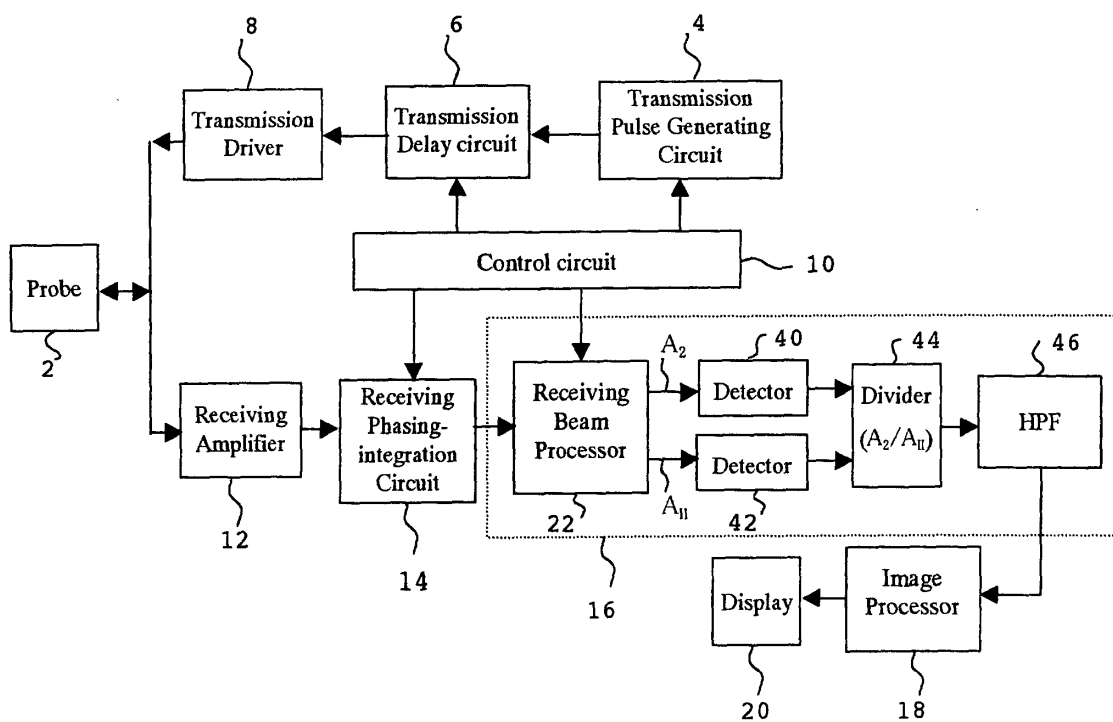 8
6
4
Transmission
Driver
Transmission
Delay circuit
Transmission
Pulse Generating
Circuit
Control circuit
10
Probe
2
Receiving
Amplifier
12
Receiving
Phasing-
integration
Circuit
14
Receiving
Beam
Processor
22
A2
AII
40
Detector
Detector
42
44
Divider
(A2/AII)
46
HPF
16
Display
20
Image
Processor
18